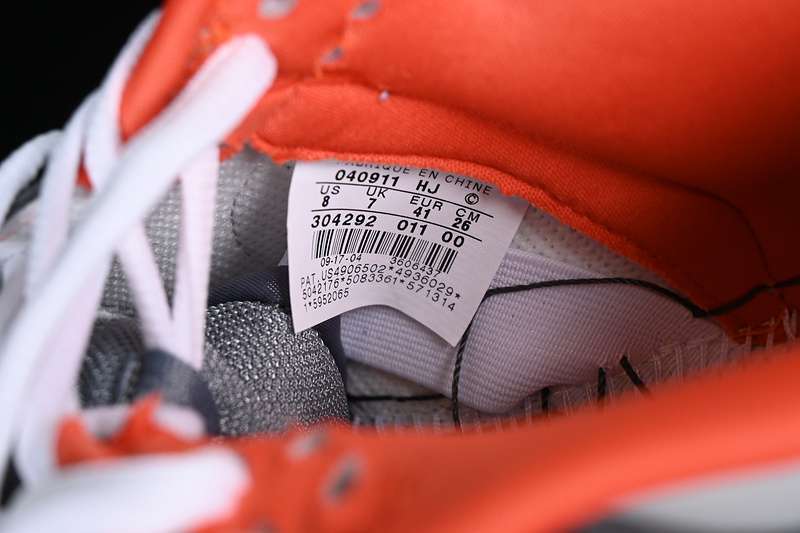 FABRIQUE EN CHINE
040911 HJ ©
US UK EUR CM
8 7 41 26
304292 011 00
09-17-04 3606437
PAT. US4906502*4936029*
5042176*5083361*571314
1*5952065